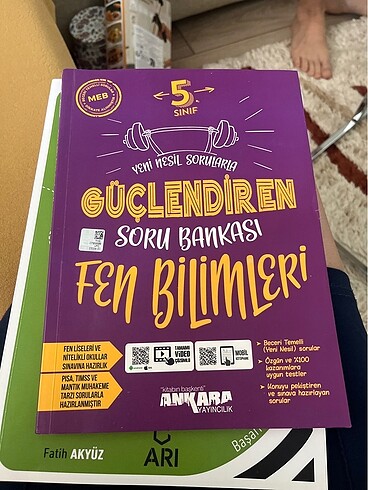 MEB
5.
SINIF
YENİ NESİL SORULARLA
GÜÇLENDİREN
SORU BANKASI
FEN BİLİMLERİ
FEN LİSELERİ VE
NİTELİKLİ OKULLAR
SINAVINA HAZIRLIK
PISA, TIMSS VE
MANTIK MUHAKEME
TARZI SORULARLA
HAZIRLANMIŞTIR
TAMAMI
VİDEO
ÇÖZÜMLÜ
MOBİL
Beceri Temelli
(Yeni Nesil) sorular
Özgün ve %100
kazanımlara
uygun testler
Konuyu pekiştiren
ve sınava hazırlayan
sorular
"kitabın başkenti"
ANKARA
YAYINCILIK
Fatih AKYÜZ
ARI
Başarı